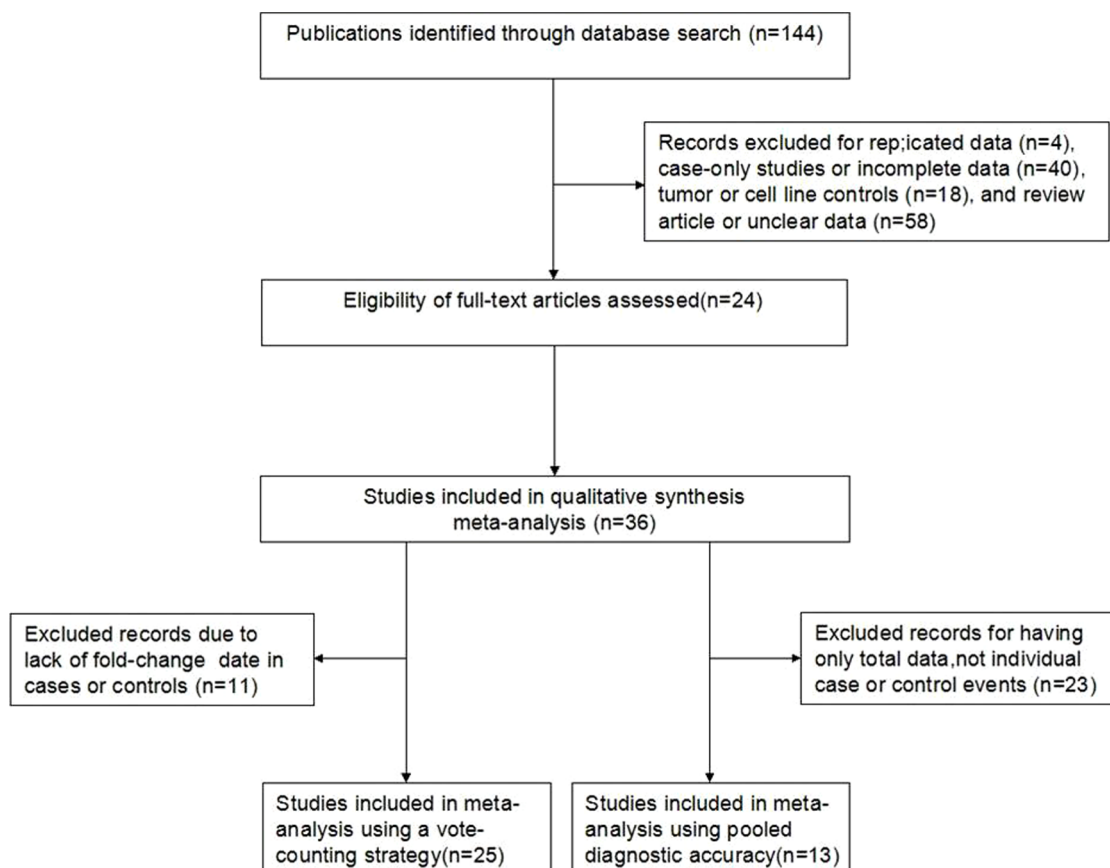 Publications identified through database search (n=144)
Records excluded for rep;icated data (n=4),
case-only studies or incomplete data (n=40),
tumor or cell line controls (n=18), and review
article or unclear data (n=58)
Eligibility of full-text articles assessed(n=24)
Studies included in qualitative synthesis
meta-analysis (n=36)
Excluded records due to
lack of fold-change date in
cases or controls (n=11)
Excluded records for having
only total data,not individual
case or control events (n=23)
Studies included in meta-
analysis using a vote-
counting strategy(n=25)
Studies included in meta-
analysis using pooled
diagnostic accuracy(n=13)